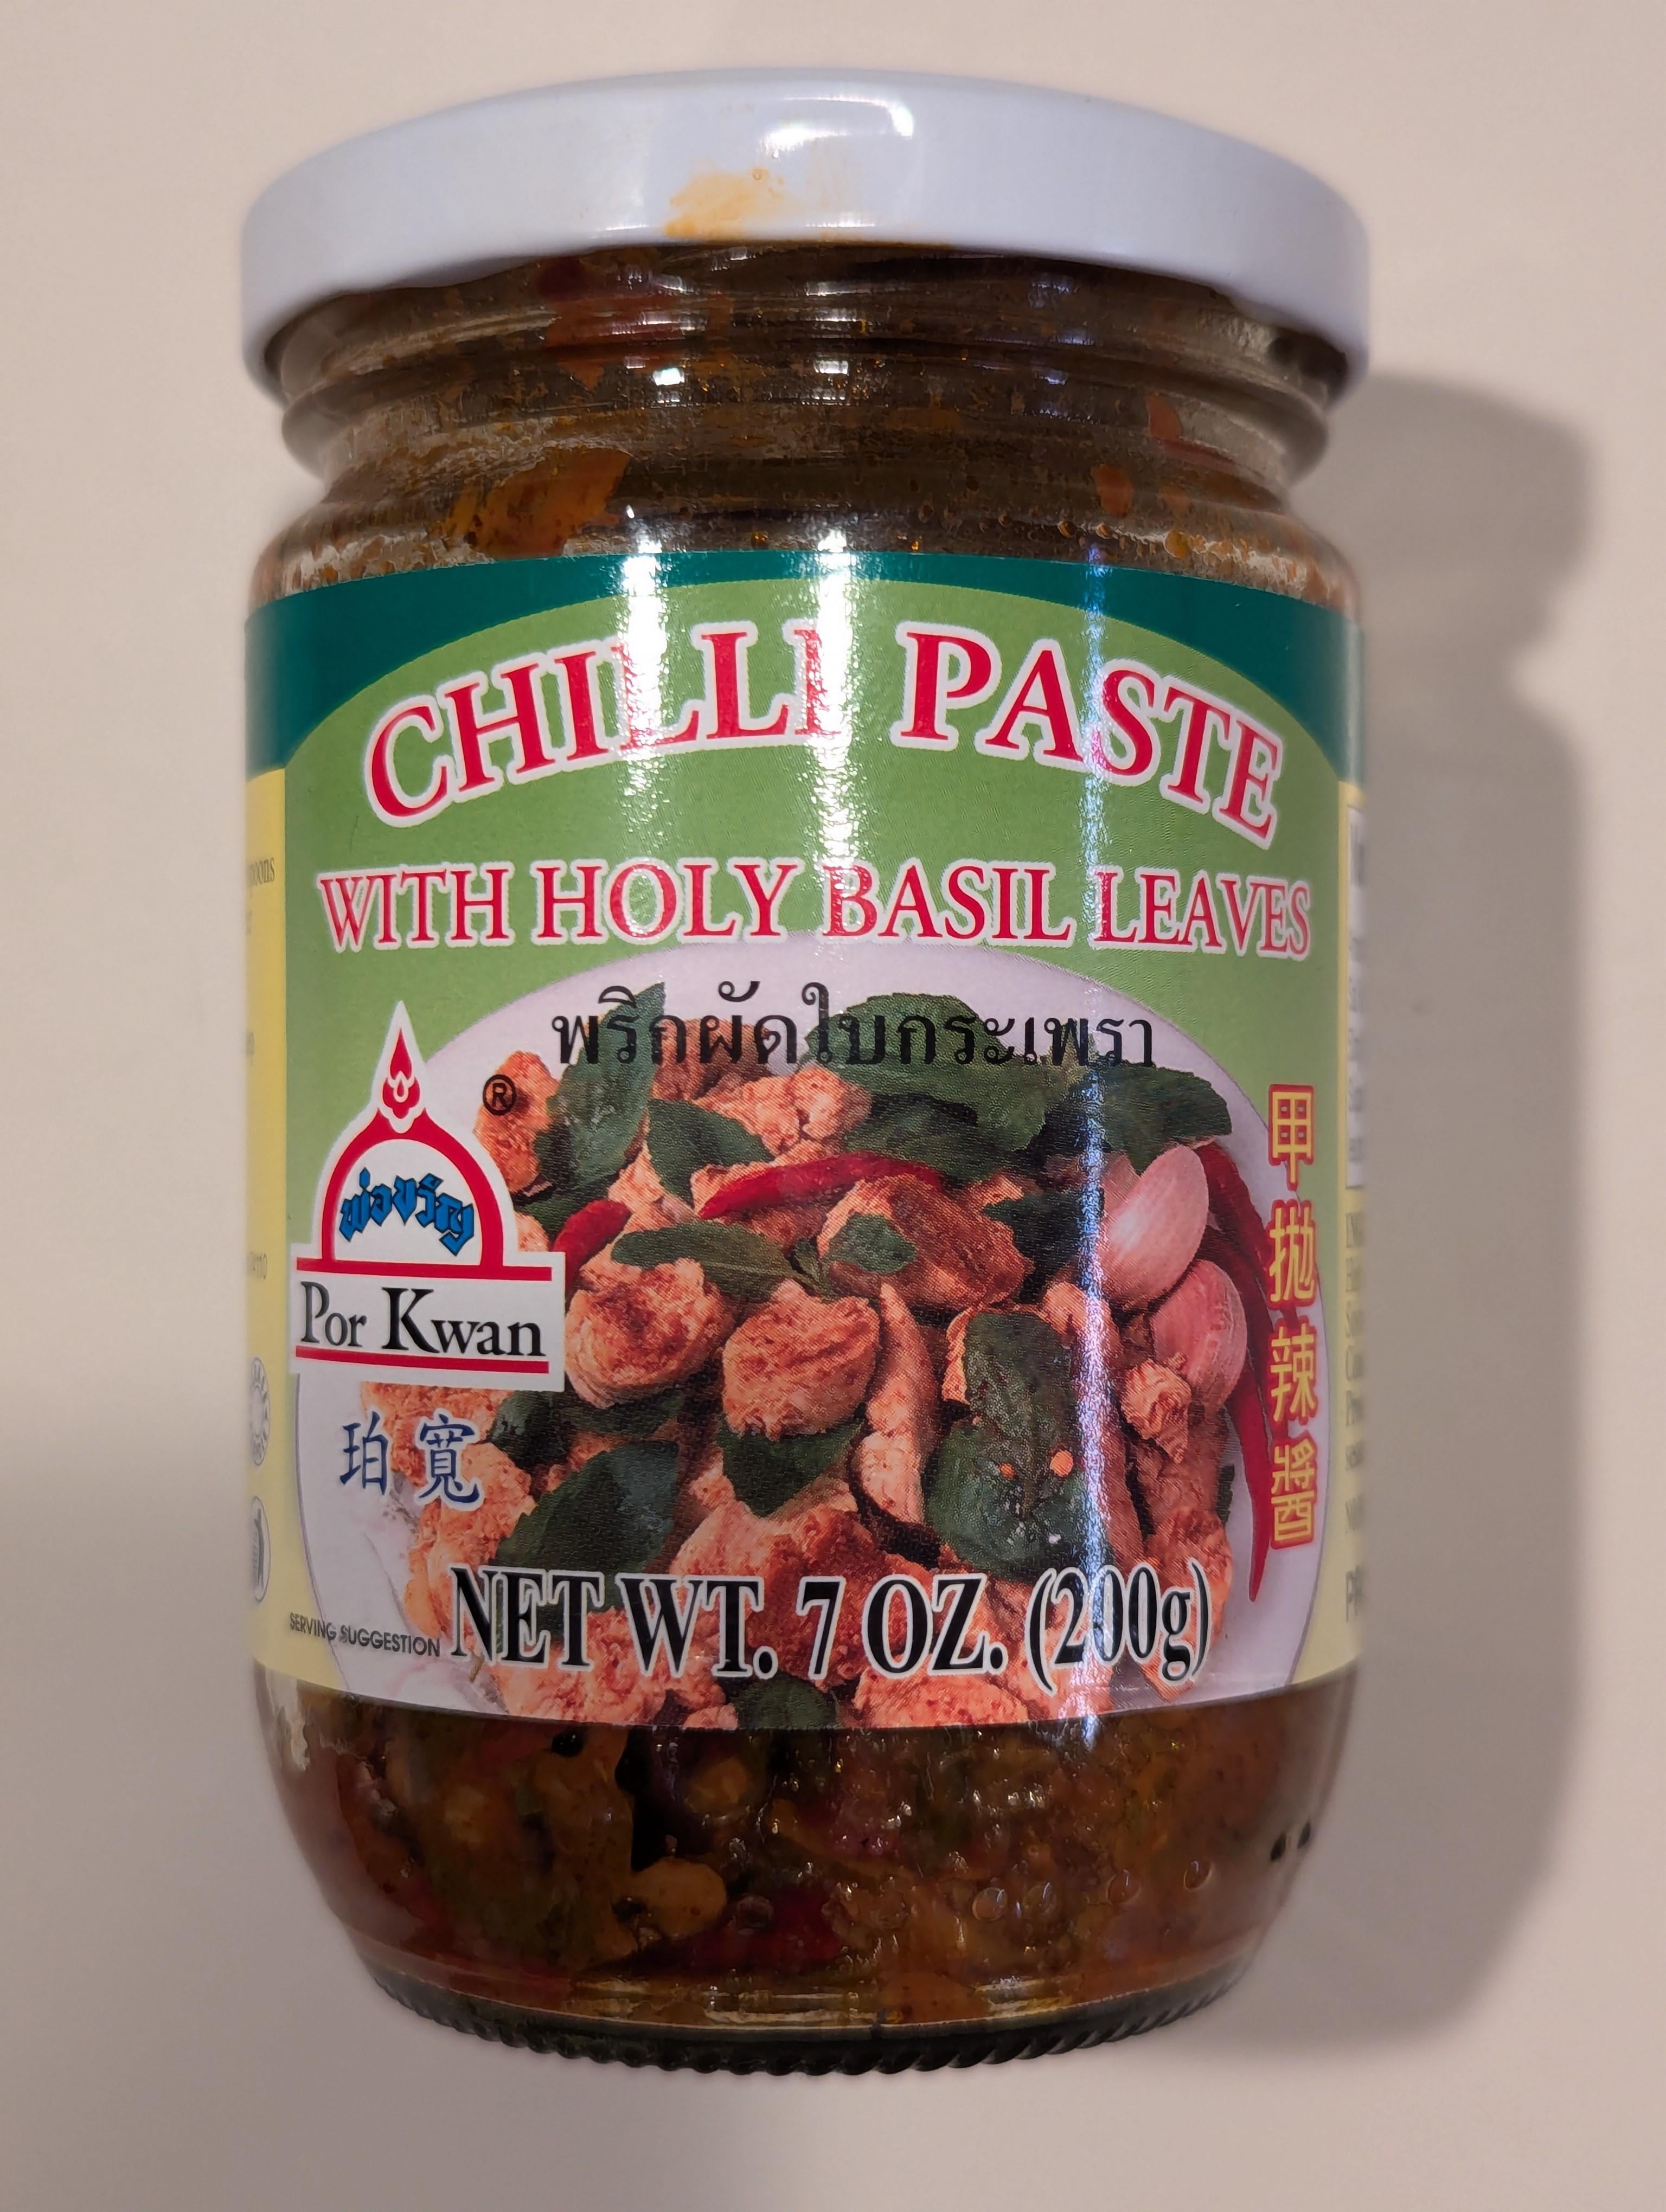 CHILLI PASTE
WITH HOLY BASIL LEAVES
พริกผัดใบกระเพรา
®
พ่อขวัญ
POR KWAN
珀寬
甲抛辣醬
SERVING SUGGESTION
NET WT. 7 OZ. (200g)